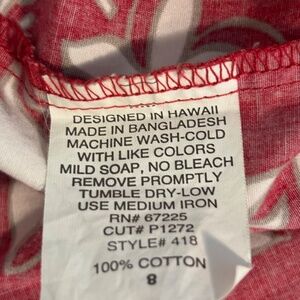 DESIGNED IN HAWAII
MADE IN BANGLADESH
MACHINE WASH-COLD
WITH LIKE COLORS
MILD SOAP, NO BLEACH
REMOVE PROMPTLY
TUMBLE DRY-LOW
USE MEDIUM IRON
RN# 67225
CUT# P1272
STYLE# 418
100% COTTON
8